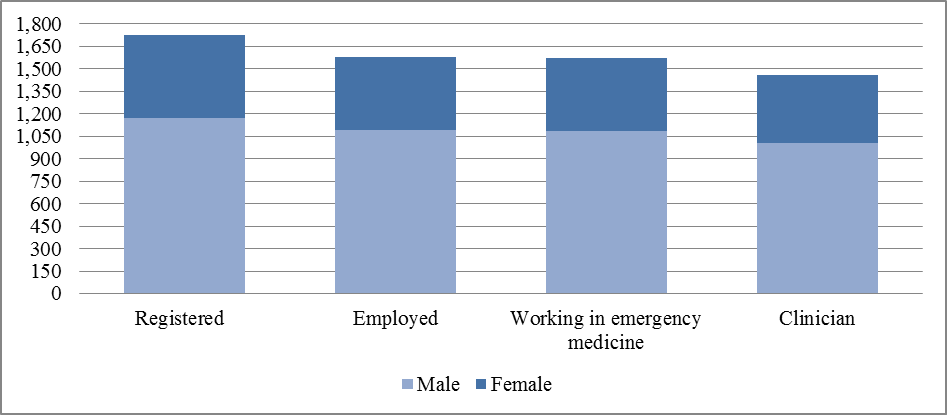 1,800
1,650
1,500
1,350
1,200
1,050
900
750
600
450
300
150
0
Registered
Employed
Working in emergency
medicine
Clinician
Male
Female